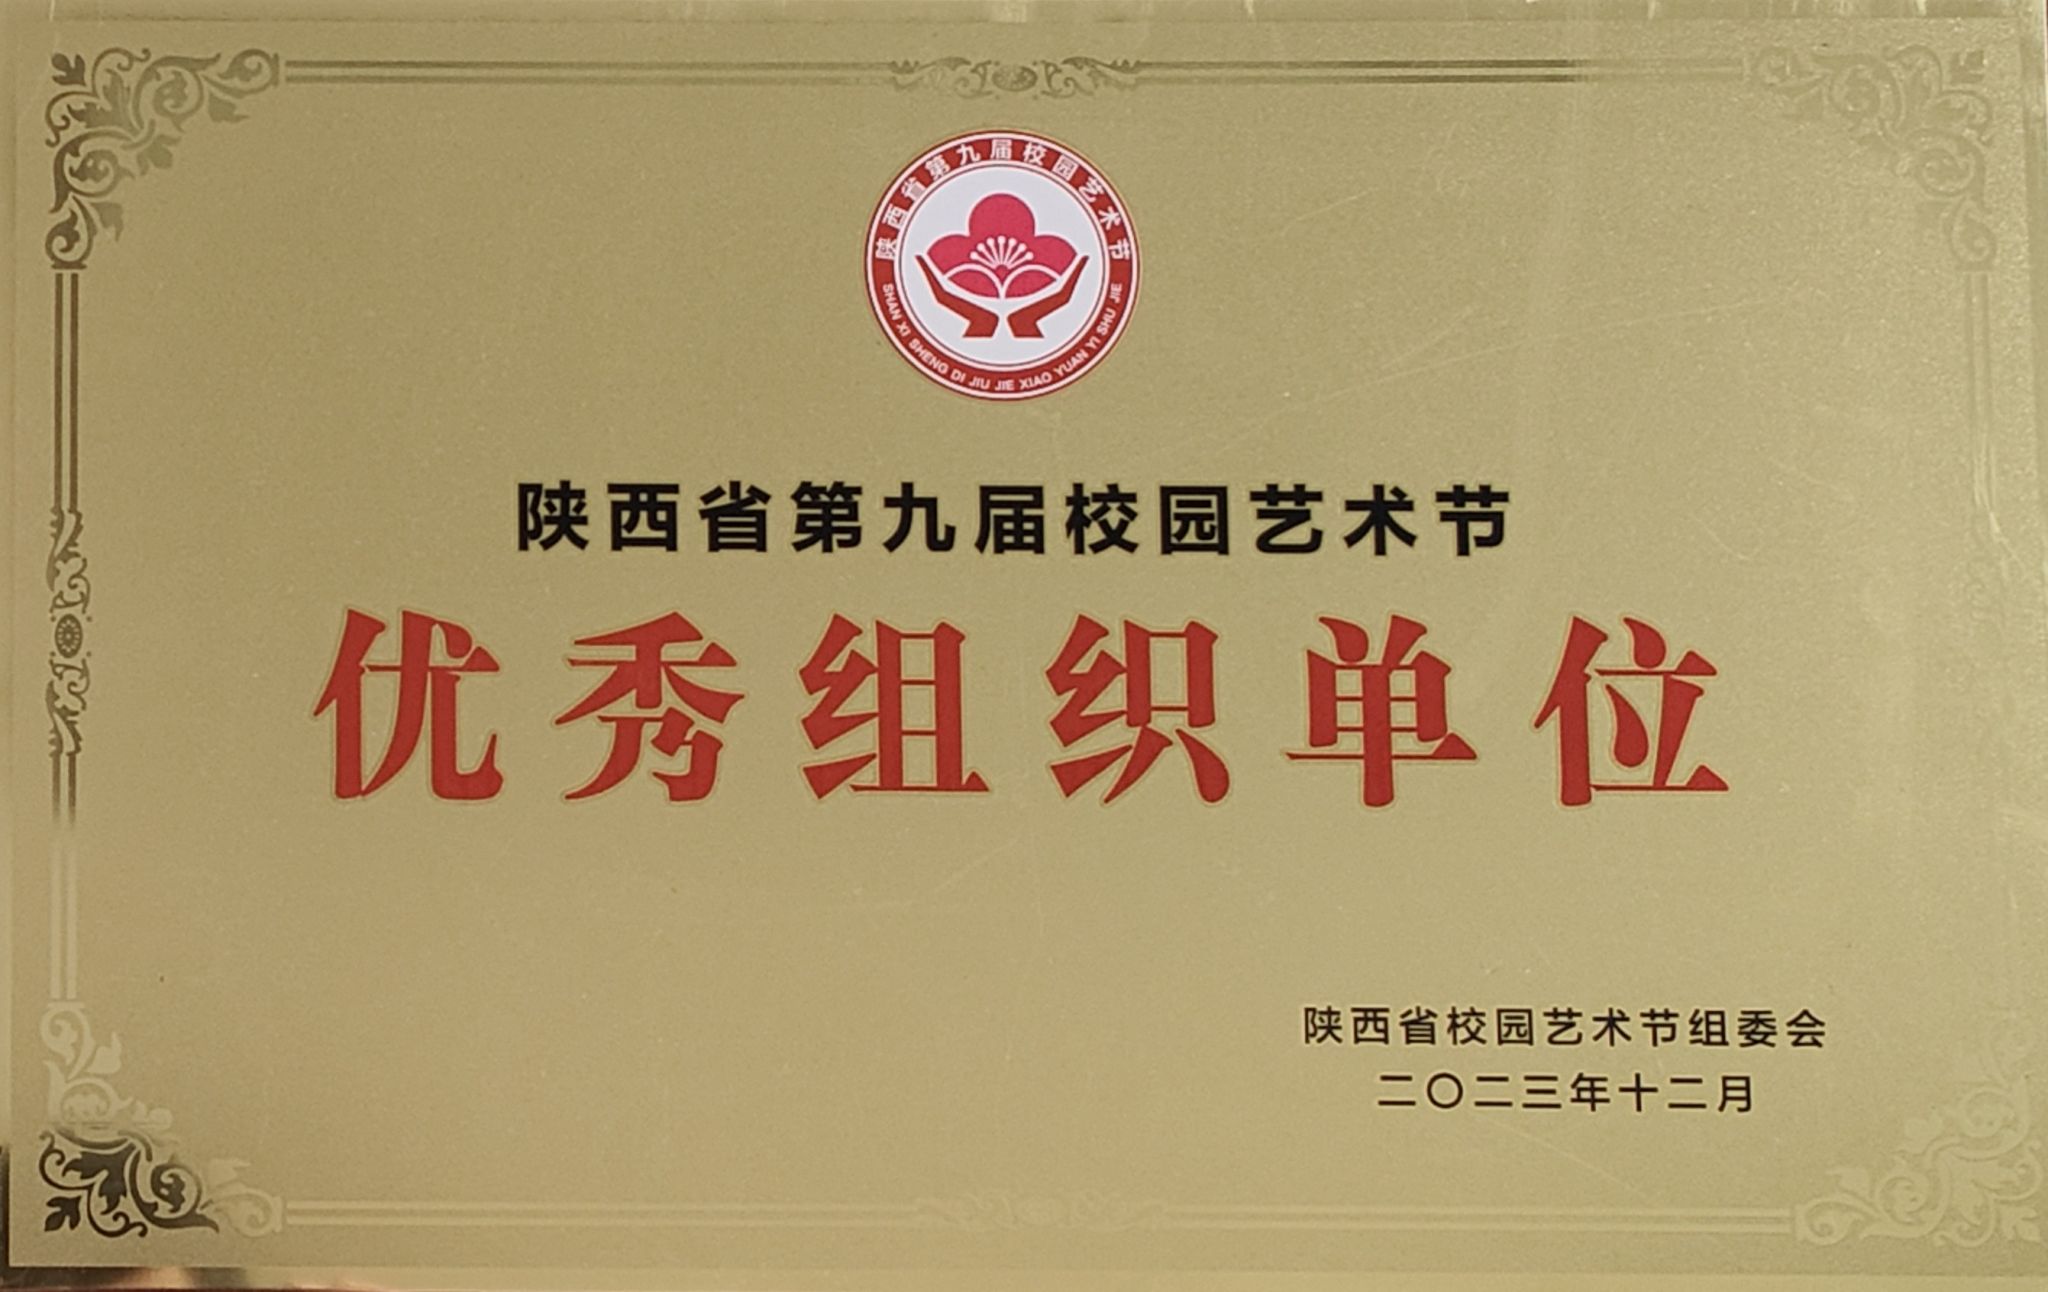 陕西省第九届校园艺术节
SHAN XI SHENG DI JIU JIE XIAO YUAN YI SHU JIE
陕西省第九届校园艺术节
优秀组织单位
陕西省校园艺术节组委会
二〇二三年十二月